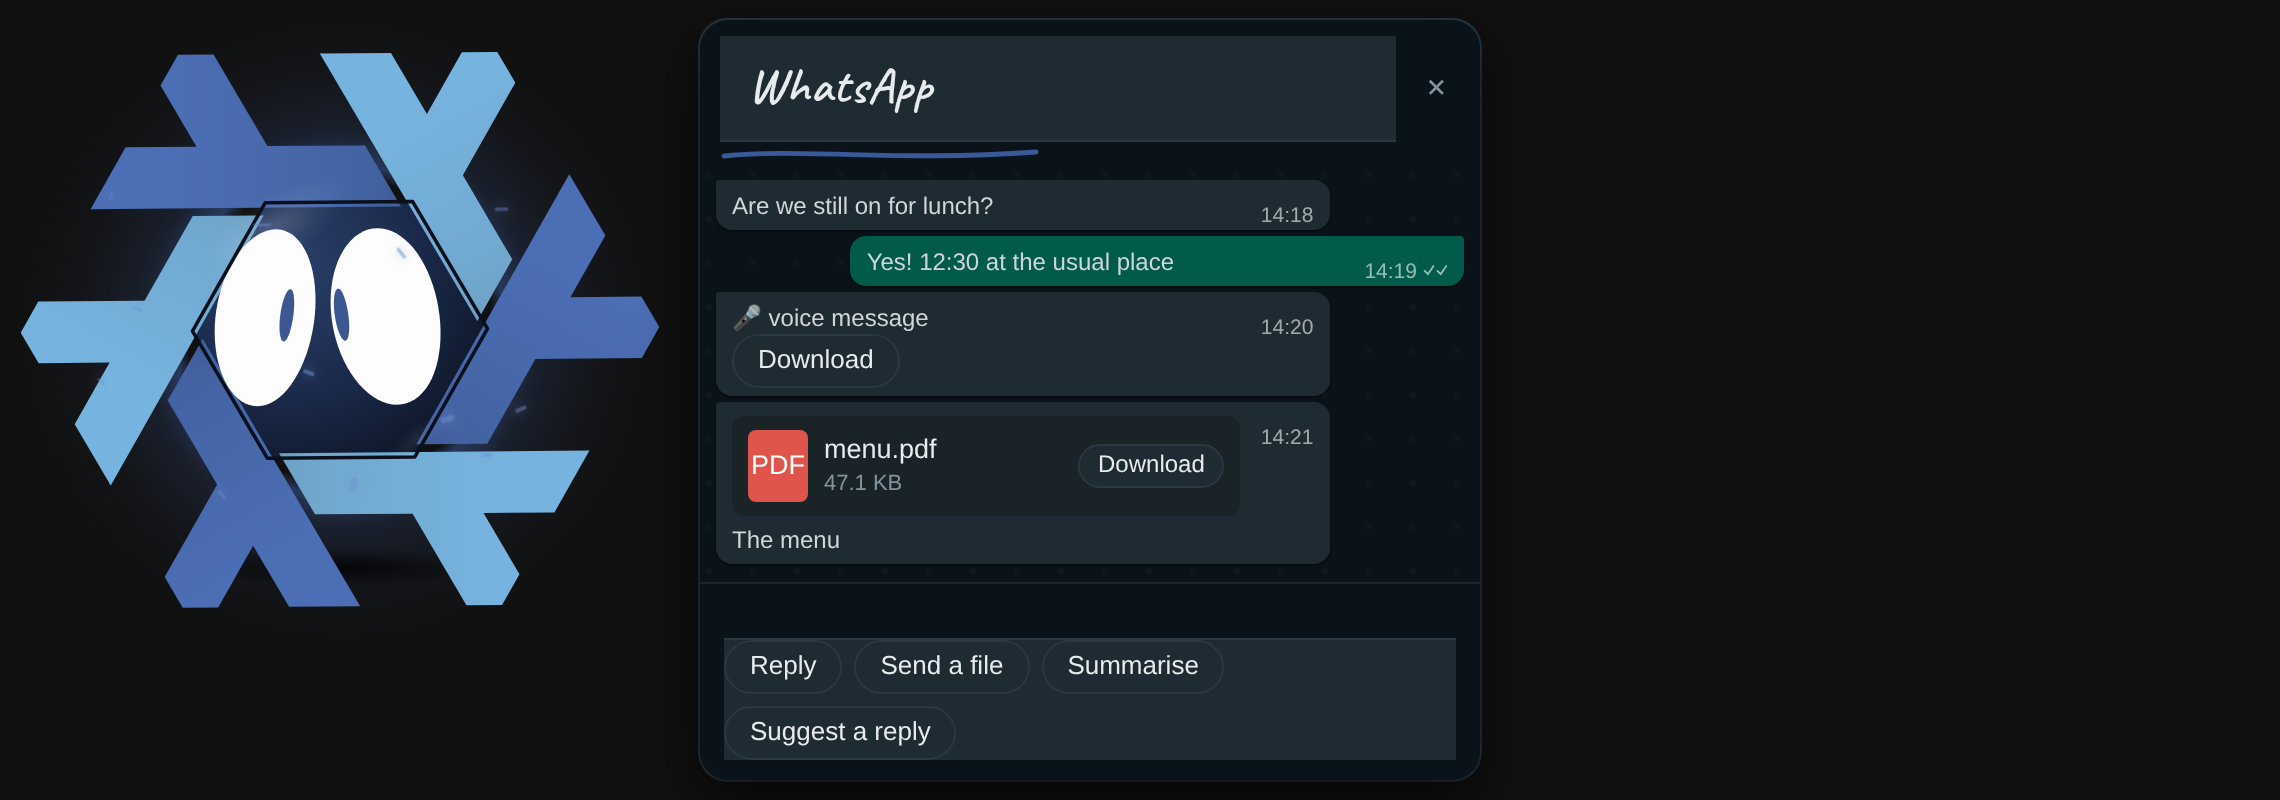 WhatsApp
×
Are we still on for lunch?
14:18
Yes! 12:30 at the usual place
14:19
🎤 voice message
14:20
Download
PDF
menu.pdf
47.1 KB
Download
14:21
The menu
Reply
Send a file
Summarise
Suggest a reply